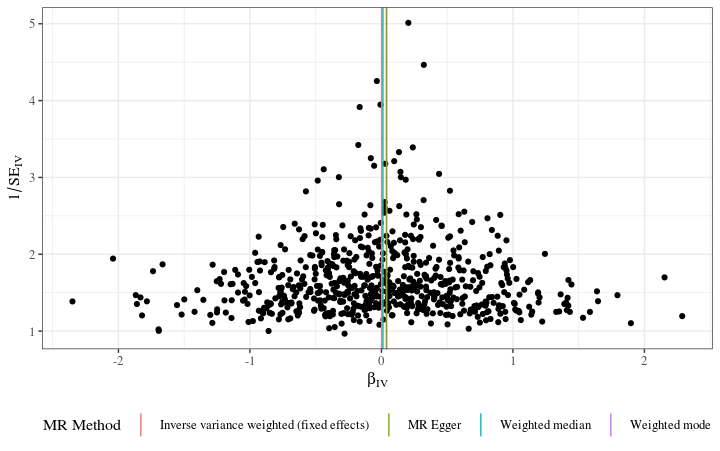 5
4
3
2
1
1/SE_IV
-2
-1
0
1
2
β_IV
MR Method
Inverse variance weighted (fixed effects)
MR Egger
Weighted median
Weighted mode